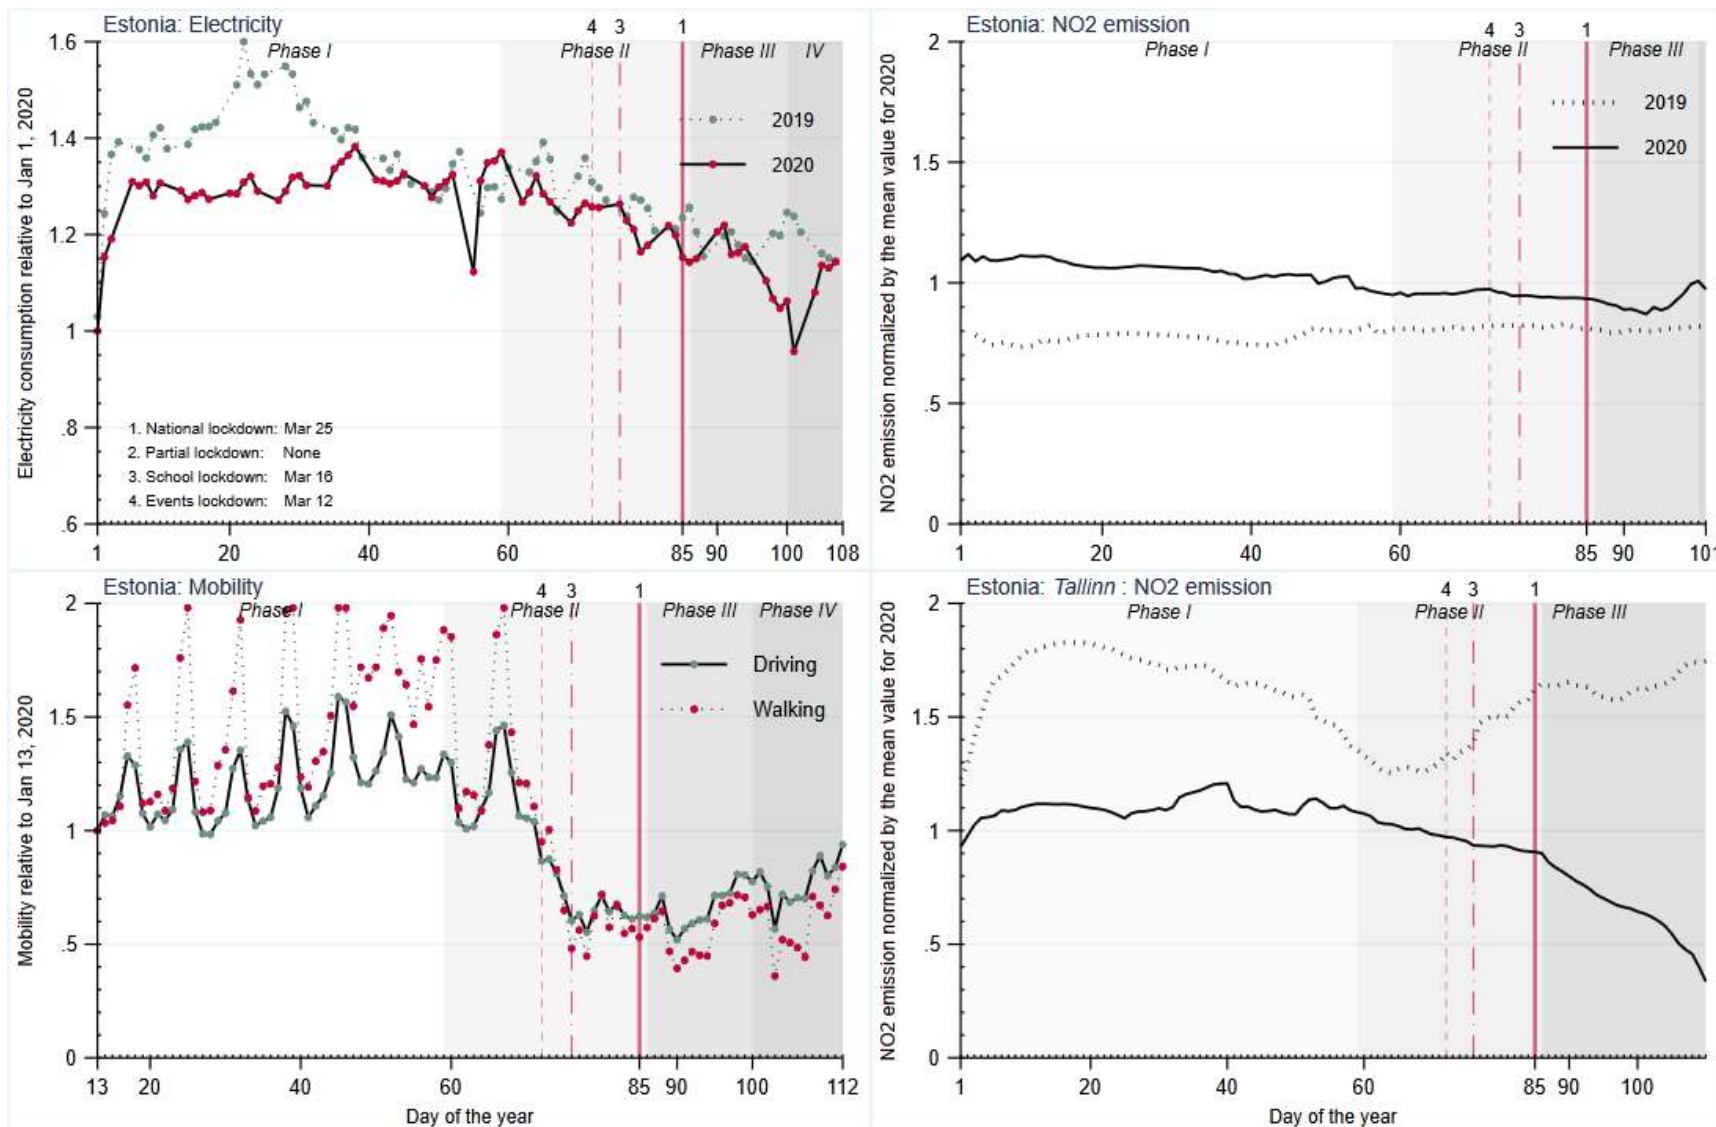 Estonia: Electricity
4 3 1
Phase I Phase II Phase III IV
Electricity consumption relative to Jan 1, 2020
1.6
1.4
1.2
1
.8
.6
2019
2020
1. National lockdown: Mar 25
2. Partial lockdown: None
3. School lockdown: Mar 16
4. Events lockdown: Mar 12
1 20 40 60 85 90 100 108
Estonia: NO2 emission
4 3 1
Phase I Phase II Phase III
NO2 emission normalized by the mean value for 2020
2
1.5
1
.5
0
2019
2020
1 20 40 60 85 90 101
Estonia: Mobility
4 3 1
Phase I Phase II Phase III Phase IV
Mobility relative to Jan 13, 2020
2
1.5
1
.5
0
Driving
Walking
13 20 40 60 85 90 100 112
Day of the year
Estonia: Tallinn : NO2 emission
4 3 1
Phase I Phase II Phase III
NO2 emission normalized by the mean value for 2020
2
1.5
1
.5
0
1 20 40 60 85 90 100
Day of the year